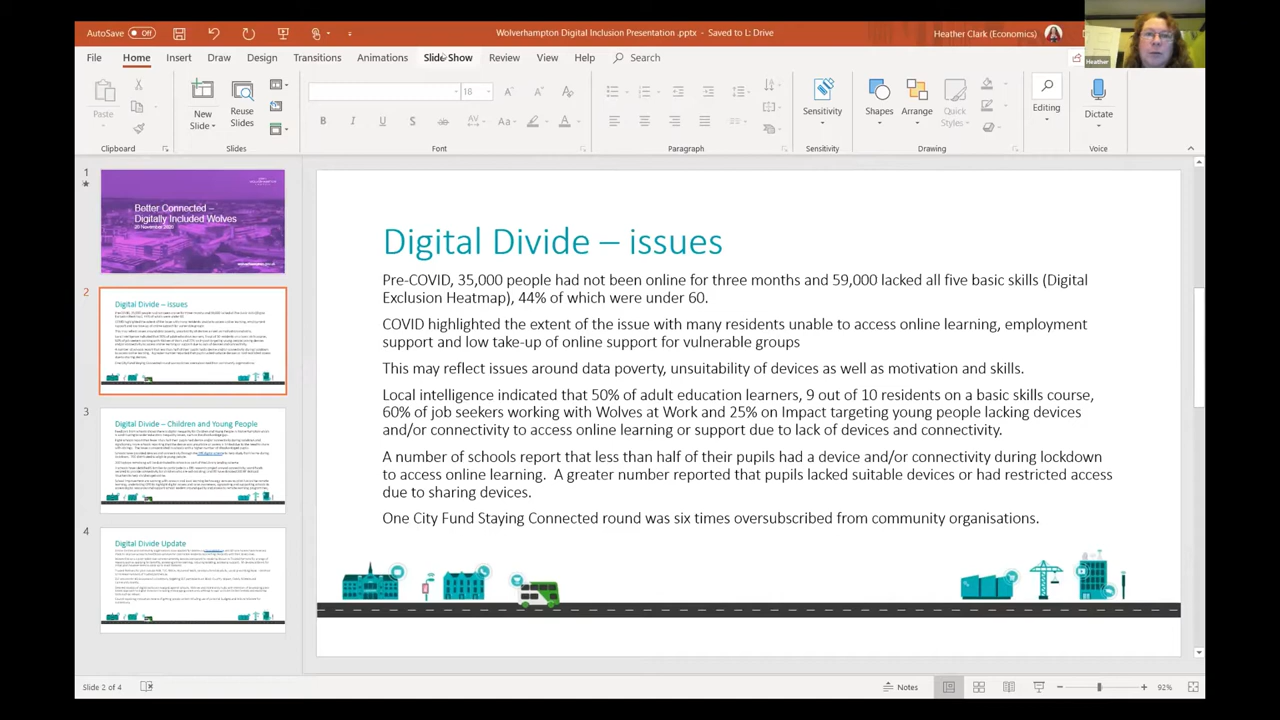 AutoSave Off
Wolverhampton Digital Inclusion Presentation .pptx - Saved to L: Drive
Heather Clark (Economics)
Heather
File Home Insert Draw Design Transitions Animations Slide Show Review View Help Search
Paste
New Slide
Reuse Slides
18
Sensitivity
Shapes
Arrange
Quick Styles
Editing
Dictate
Clipboard Slides Font Paragraph Sensitivity Drawing Voice
1
Better Connected –
Digitally Included Wolves
2
Digital Divide – issues
3
Digital Divide – Children and Young People
4
Digital Divide Update
Digital Divide – issues
Pre-COVID, 35,000 people had not been online for three months and 59,000 lacked all five basic skills (Digital
Exclusion Heatmap), 44% of which were under 60.
COVID highlighted the extent of the issue with many residents unable to access online learning, employment
support and low take-up of online support for vulnerable groups
This may reflect issues around data poverty, unsuitability of devices as well as motivation and skills.
Local intelligence indicated that 50% of adult education learners, 9 out of 10 residents on a basic skills course,
60% of job seekers working with Wolves at Work and 25% on Impact targeting young people lacking devices
and/or connectivity to access online learning or support due to lack of devices and connectivity.
A number of schools report that less than half of their pupils had a device and connectivity during lockdown
to access online learning. A greater number reported that pupils lacked suitable devices or had restricted access
due to sharing devices.
One City Fund Staying Connected round was six times oversubscribed from community organisations.
Slide 2 of 4
Notes
92%